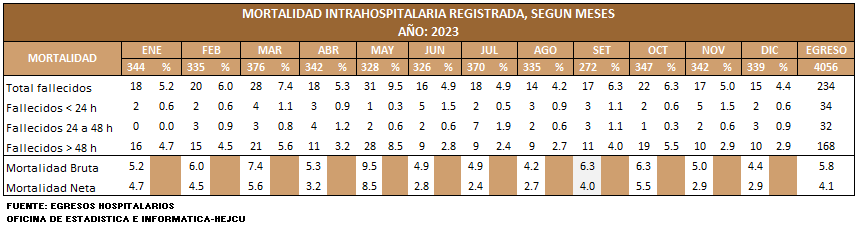 MORTALIDAD INTRAHOSPITALARIA REGISTRADA, SEGUN MESES
AÑO: 2023
MORTALIDAD ENE FEB MAR ABR MAY JUN JUL AGO SET OCT NOV DIC EGRESO
344 % 335 % 376 % 342 % 328 % 326 % 370 % 335 % 272 % 347 % 342 % 339 % 4056
Total fallecidos 18 5.2 20 6.0 28 7.4 18 5.3 31 9.5 16 4.9 18 4.9 14 4.2 17 6.3 22 6.3 17 5.0 15 4.4 234
Fallecidos < 24 h 2 0.6 2 0.6 4 1.1 3 0.9 1 0.3 5 1.5 2 0.5 3 0.9 3 1.1 2 0.6 5 1.5 2 0.6 34
Fallecidos 24 a 48 h 0 0.0 3 0.9 3 0.8 4 1.2 2 0.6 2 0.6 7 1.9 2 0.6 3 1.1 1 0.3 2 0.6 3 0.9 32
Fallecidos > 48 h 16 4.7 15 4.5 21 5.6 11 3.2 28 8.5 9 2.8 9 2.4 9 2.7 11 4.0 19 5.5 10 2.9 10 2.9 168
Mortalidad Bruta 5.2 6.0 7.4 5.3 9.5 4.9 4.9 4.2 6.3 6.3 5.0 4.4 5.8
Mortalidad Neta 4.7 4.5 5.6 3.2 8.5 2.8 2.4 2.7 4.0 5.5 2.9 2.9 4.1
FUENTE: EGRESOS HOSPITALARIOS
OFICINA DE ESTADISTICA E INFORMATICA-HEJCU